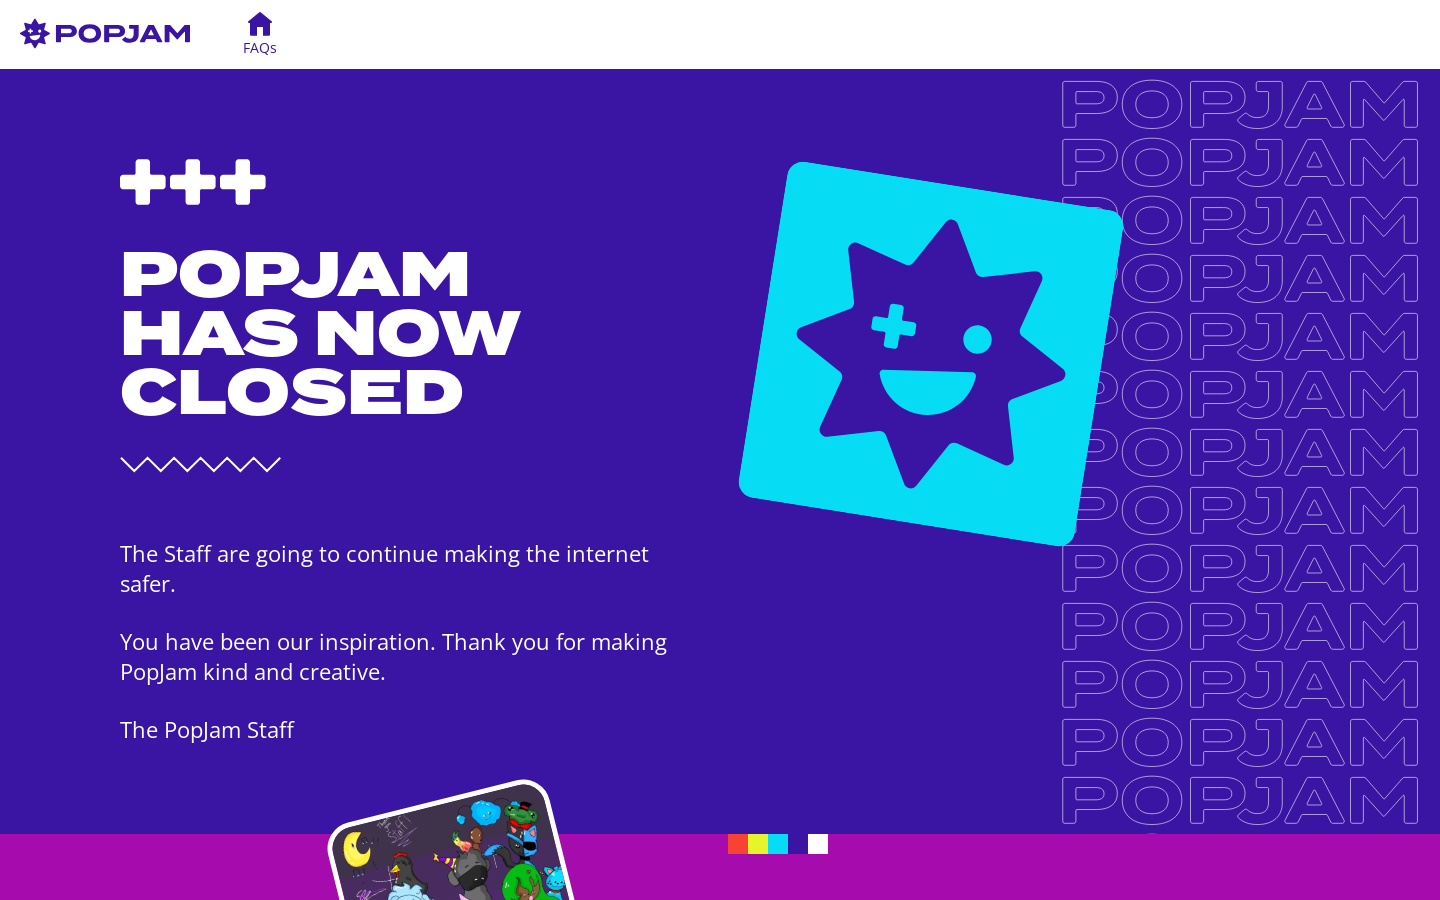 POPJAM
FAQs
POPJAM
HAS NOW
CLOSED
The Staff are going to continue making the internet
safer.
You have been our inspiration. Thank you for making
PopJam kind and creative.
The PopJam Staff
POPJAM
POPJAM
POPJAM
POPJAM
POPJAM
POPJAM
POPJAM
POPJAM
POPJAM
POPJAM
POPJAM
POPJAM
POPJAM